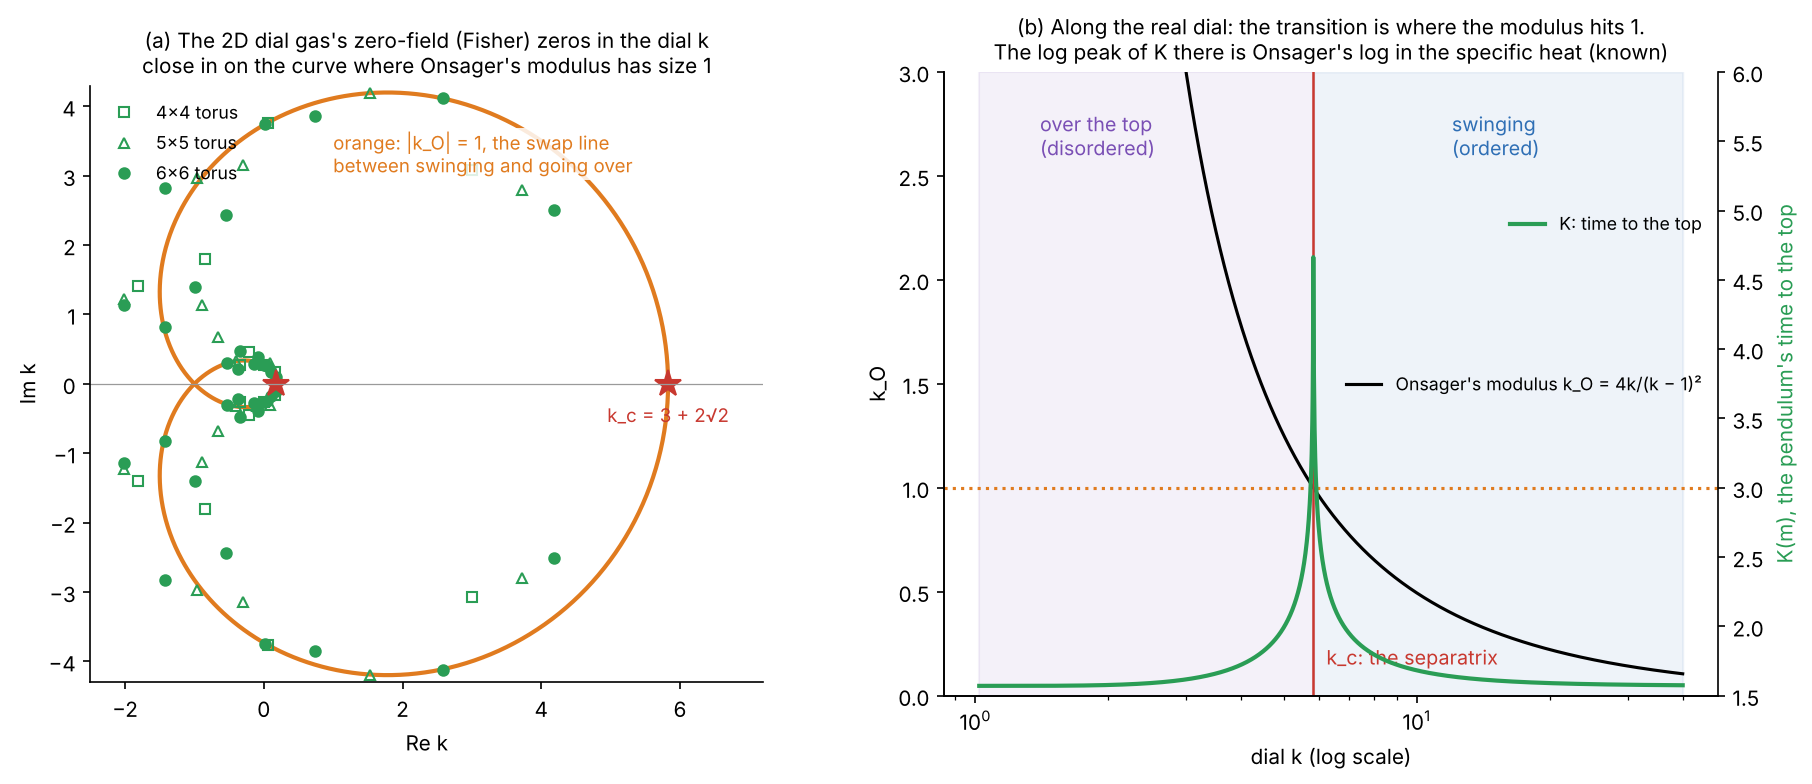 (a) The 2D dial gas's zero-field (Fisher) zeros in the dial k
close in on the curve where Onsager's modulus has size 1
4×4 torus
5×5 torus
6×6 torus
orange: |k_O| = 1, the swap line
between swinging and going over
k_c = 3 + 2√2
4
3
2
1
0
−1
−2
−3
−4
Im k
−2
0
2
4
6
Re k
(b) Along the real dial: the transition is where the modulus hits 1.
The log peak of K there is Onsager's log in the specific heat (known)
over the top
(disordered)
swinging
(ordered)
K: time to the top
Onsager's modulus k_O = 4k/(k − 1)²
k_c: the separatrix
3.0
2.5
2.0
1.5
1.0
0.5
0.0
k_O
6.0
5.5
5.0
4.5
4.0
3.5
3.0
2.5
2.0
1.5
K(m), the pendulum's time to the top
10⁰
10¹
dial k (log scale)